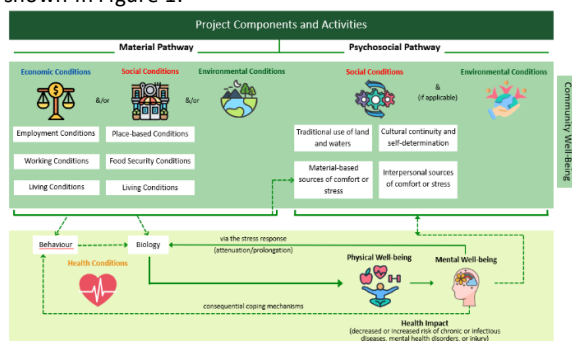 shown in Figure 1.
Project Components and Activities
Material Pathway
Psychosocial Pathway
Economic Conditions
Social Conditions
Environmental Conditions
Social Conditions
Environmental Conditions
&/or
&/or
&
(if applicable)
Employment Conditions
Place-based Conditions
Working Conditions
Food Security Conditions
Living Conditions
Living Conditions
Traditional use of land
and waters
Cultural continuity and
self-determination
Material-based
sources of comfort or
stress
Interpersonal sources
of comfort or stress
Community Well-Being
Behaviour
Biology
via the stress response
(attenuation/prolongation)
Health Conditions
Physical Well-being
Mental Well-being
consequential coping mechanisms
Health Impact
(decreased or increased risk of chronic or infectious
diseases, mental health disorders, or injury)